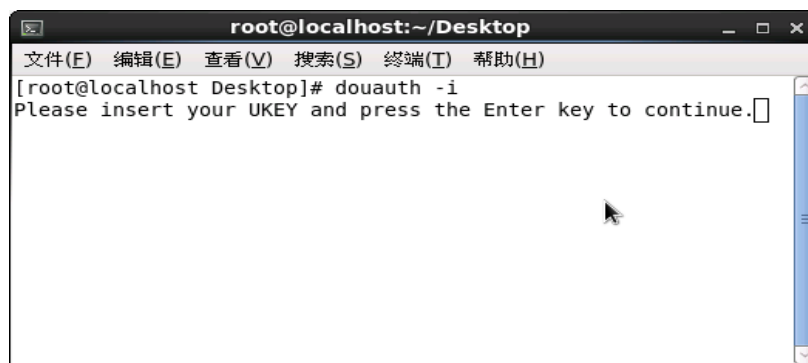 root@localhost:~/Desktop
文件(F) 编辑(E) 查看(V) 搜索(S) 终端(T) 帮助(H)
[root@localhost Desktop]# douauth -i
Please insert your UKEY and press the Enter key to continue.